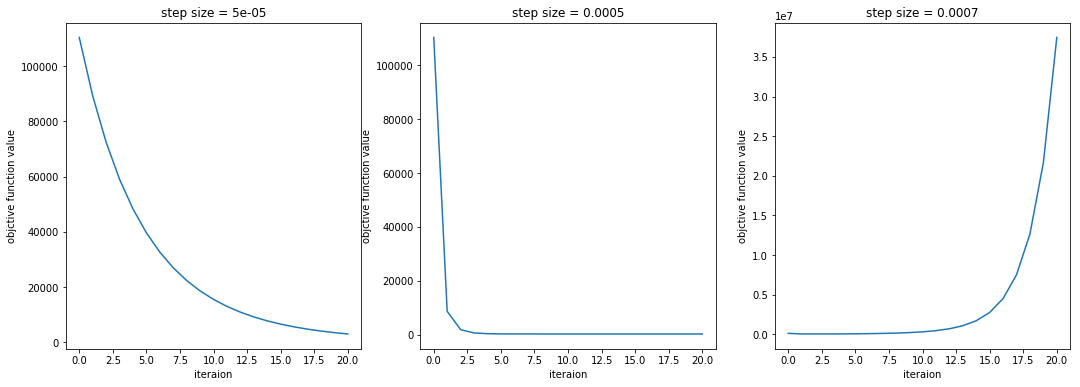 step size = 5e-05
objctive function value
100000
80000
60000
40000
20000
0
0.0 2.5 5.0 7.5 10.0 12.5 15.0 17.5 20.0
iteraion
step size = 0.0005
objctive function value
100000
80000
60000
40000
20000
0
0.0 2.5 5.0 7.5 10.0 12.5 15.0 17.5 20.0
iteraion
1e7
step size = 0.0007
objctive function value
3.5
3.0
2.5
2.0
1.5
1.0
0.5
0.0
0.0 2.5 5.0 7.5 10.0 12.5 15.0 17.5 20.0
iteraion